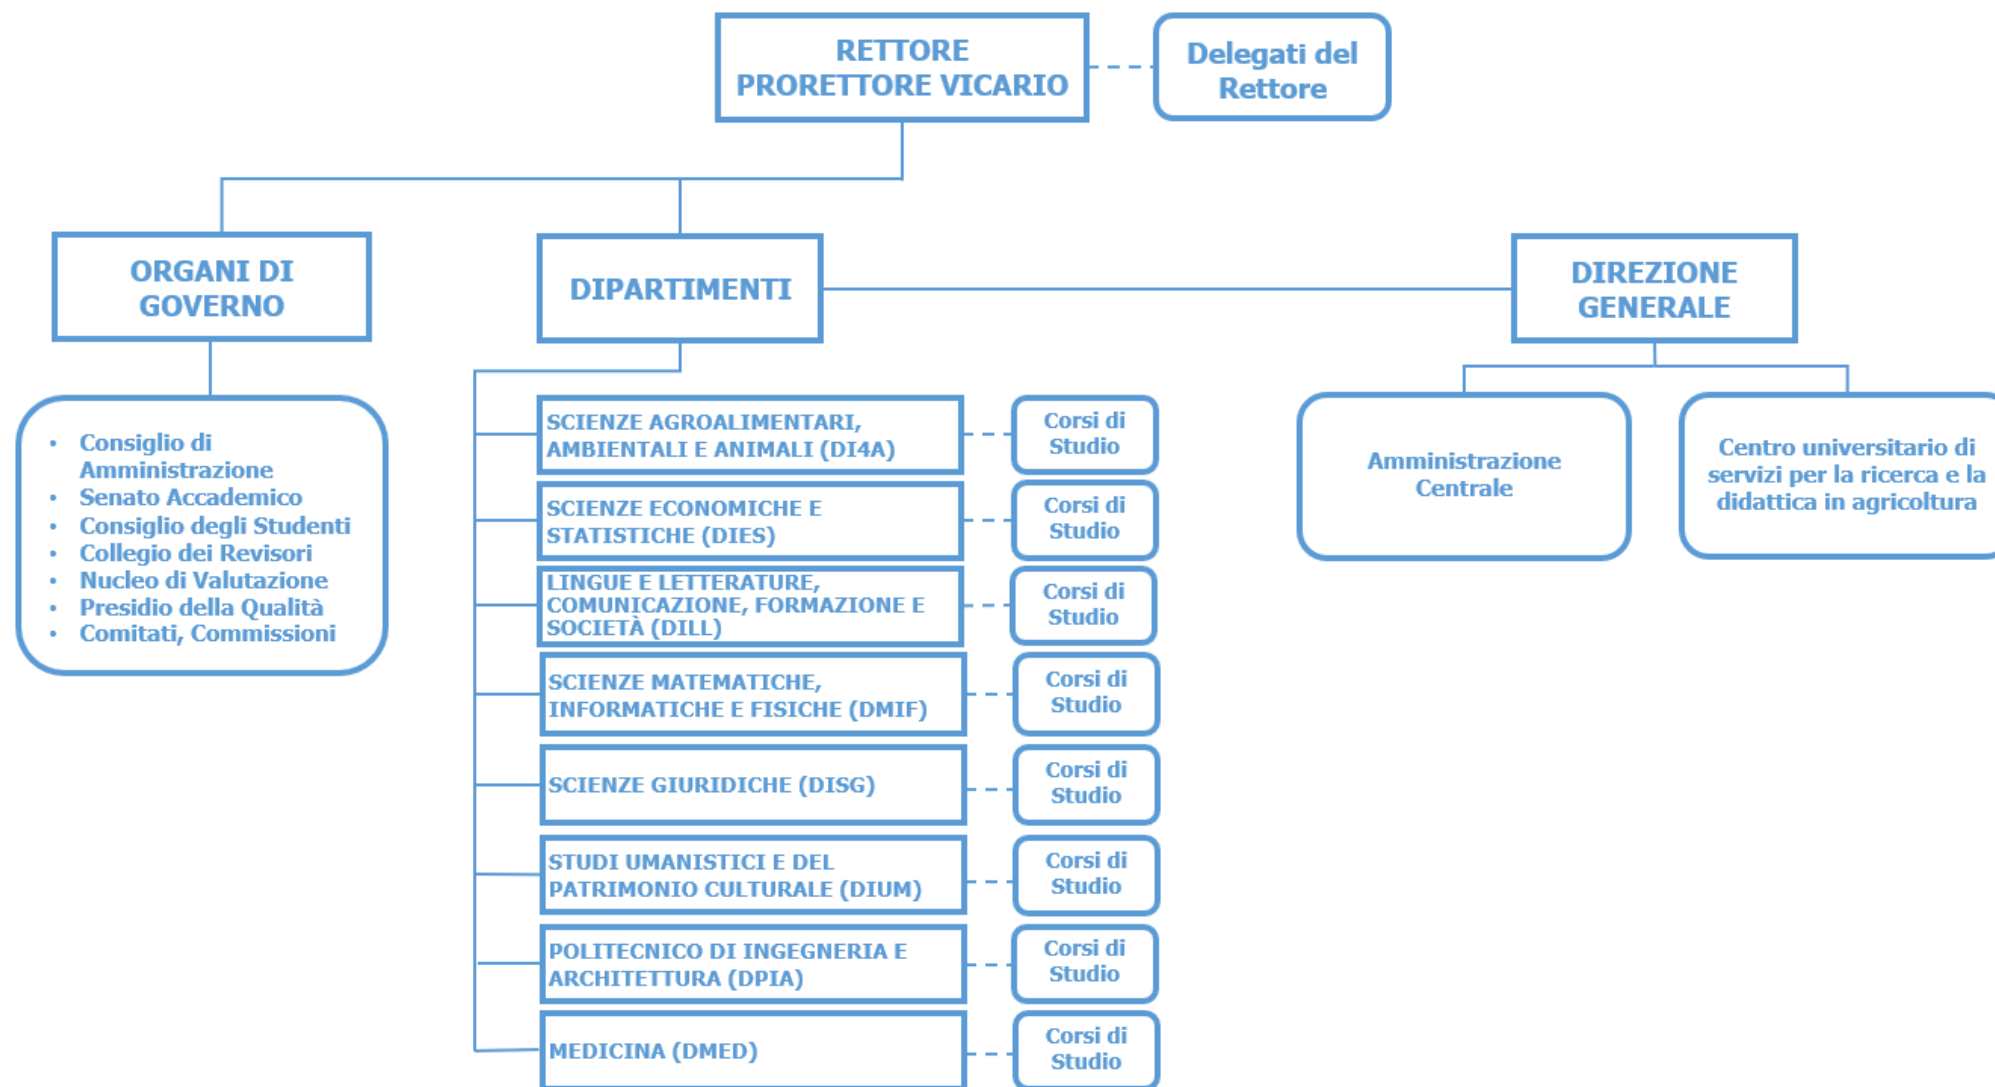 RETTORE
PRORETTORE VICARIO
Delegati del
Rettore
ORGANI DI
GOVERNO
DIPARTIMENTI
DIREZIONE
GENERALE
• Consiglio di
Amministrazione
• Senato Accademico
• Consiglio degli Studenti
• Collegio dei Revisori
• Nucleo di Valutazione
• Presidio della Qualità
• Comitati, Commissioni
SCIENZE AGROALIMENTARI,
AMBIENTALI E ANIMALI (DI4A)
Corsi di
Studio
SCIENZE ECONOMICHE E
STATISTICHE (DIES)
Corsi di
Studio
LINGUE E LETTERATURE,
COMUNICAZIONE, FORMAZIONE E
SOCIETÀ (DILL)
Corsi di
Studio
SCIENZE MATEMATICHE,
INFORMATICHE E FISICHE (DMIF)
Corsi di
Studio
SCIENZE GIURIDICHE (DISG)
Corsi di
Studio
STUDI UMANISTICI E DEL
PATRIMONIO CULTURALE (DIUM)
Corsi di
Studio
POLITECNICO DI INGEGNERIA E
ARCHITETTURA (DPIA)
Corsi di
Studio
MEDICINA (DMED)
Corsi di
Studio
Amministrazione
Centrale
Centro universitario di
servizi per la ricerca e la
didattica in agricoltura